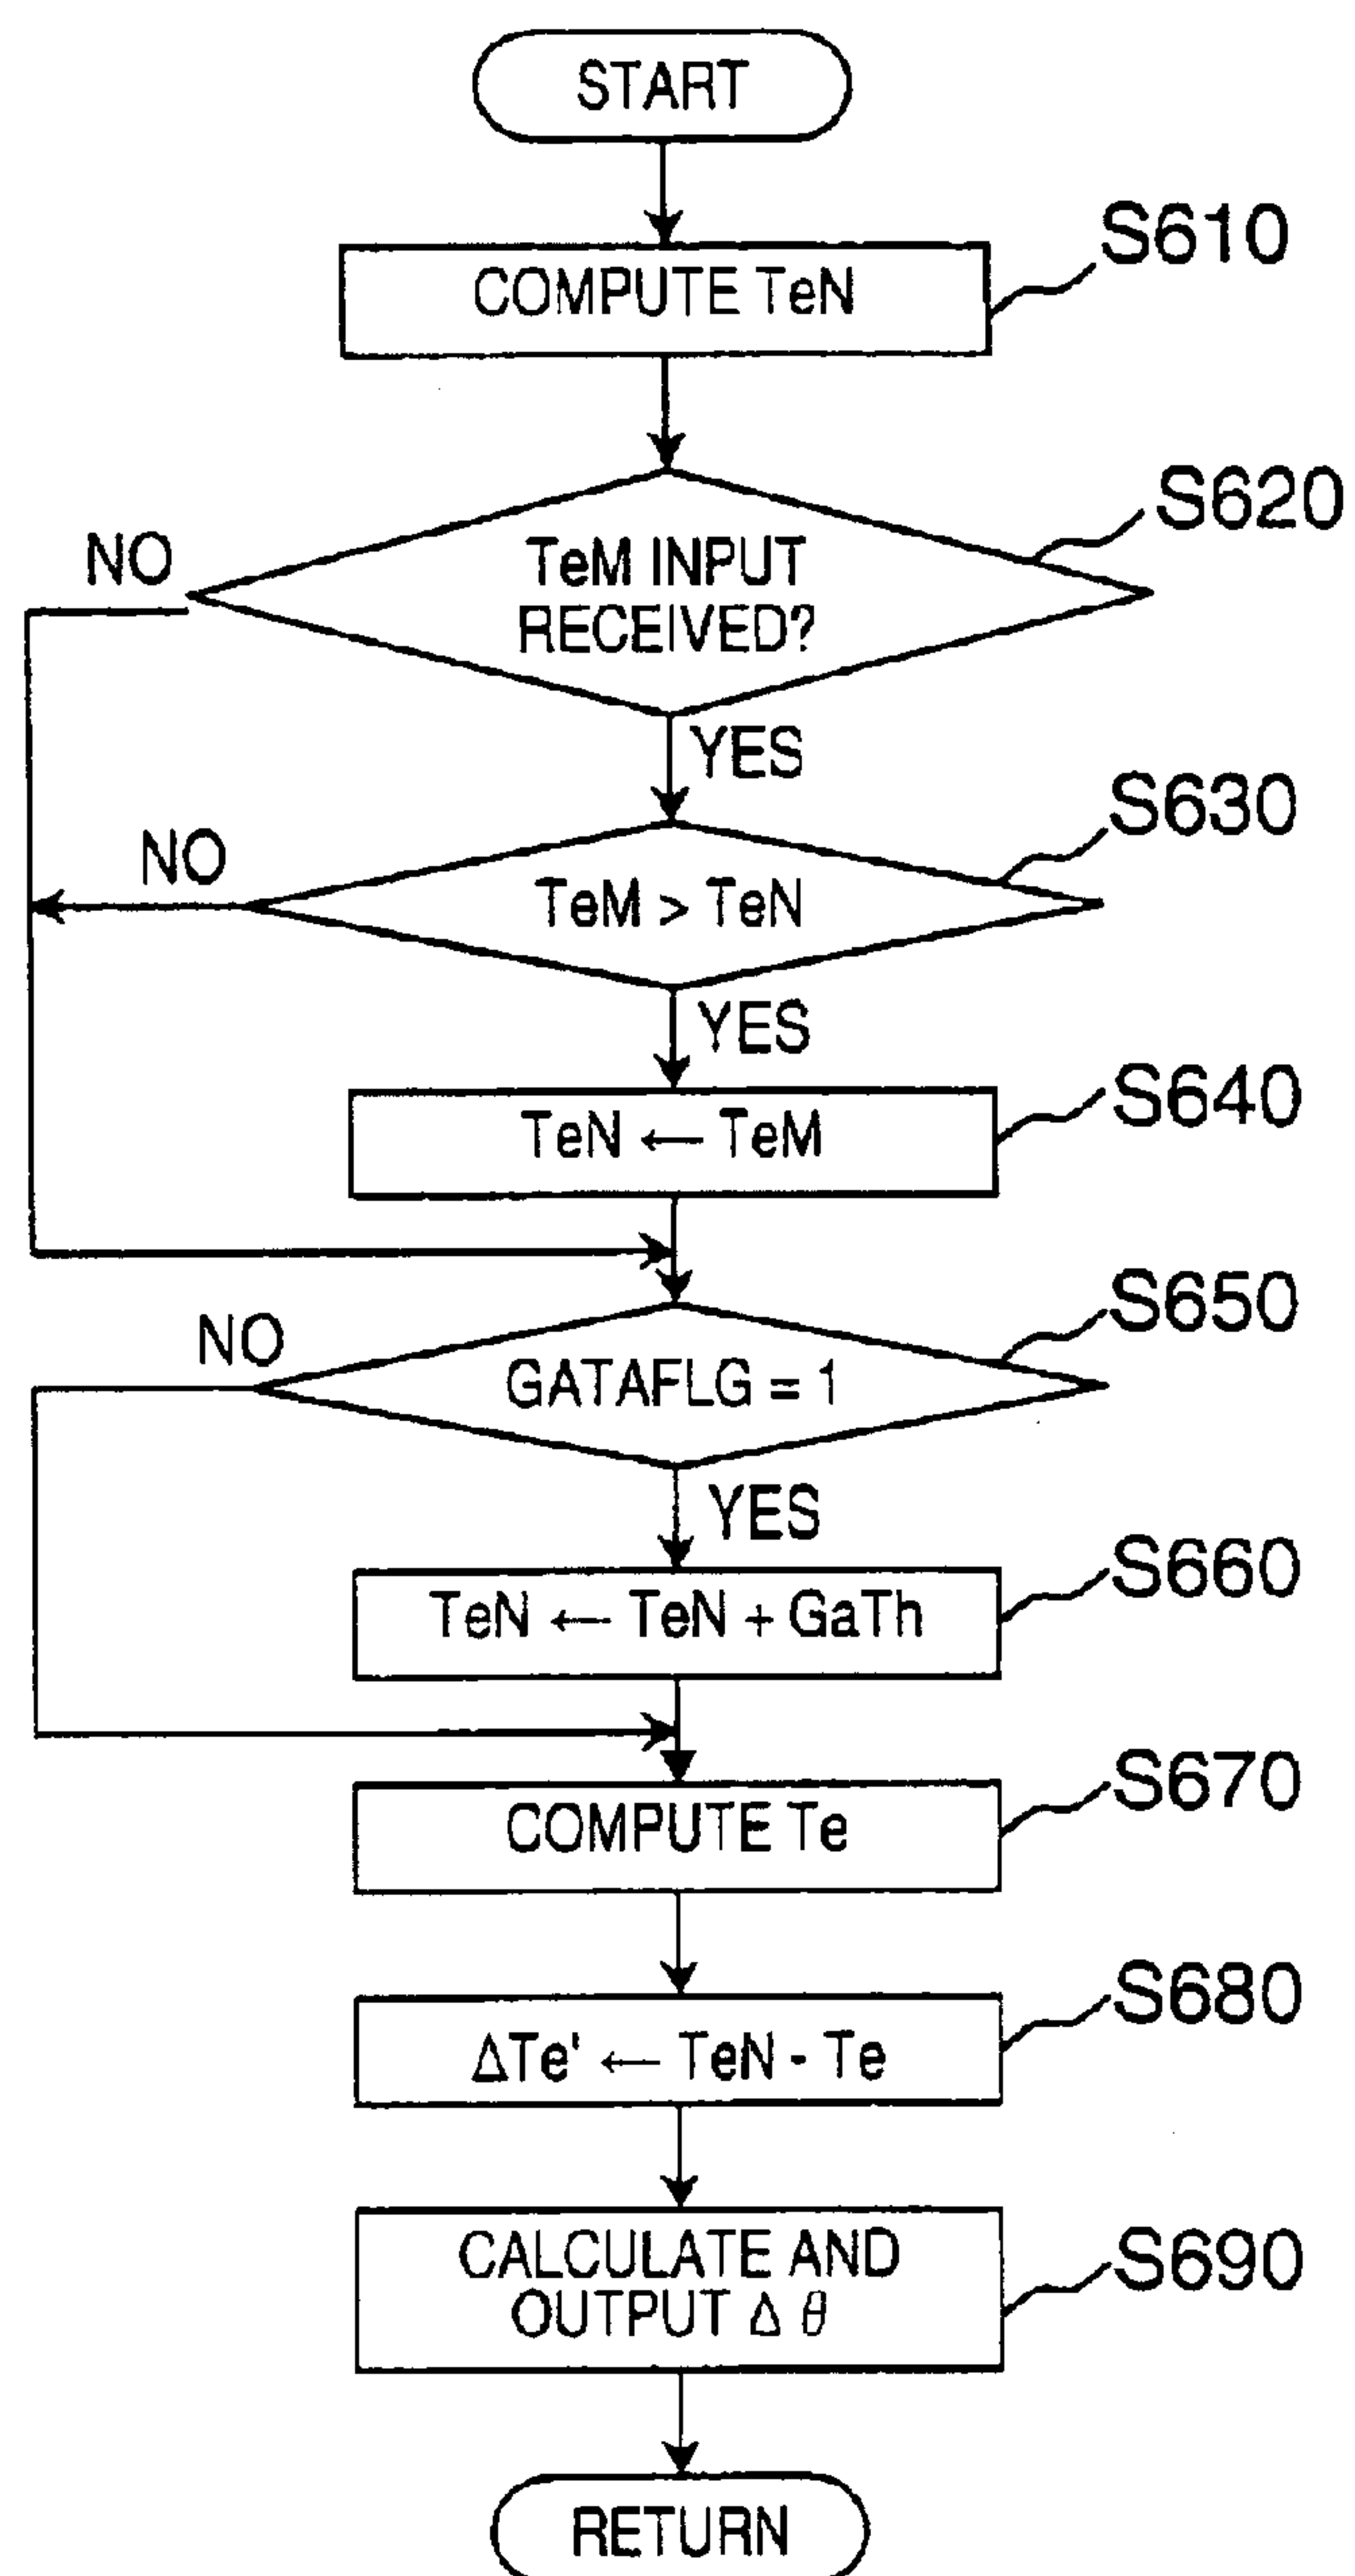 START
S610
COMPUTE TeN
S620
NO
TeM INPUT
RECEIVED?
YES
S630
NO
TeM > TeN
YES
S640
TeN ← TeM
S650
NO
GATAFLG = 1
YES
S660
TeN ← TeN + GaTh
S670
COMPUTE Te
S680
ΔTe' ← TeN - Te
S690
CALCULATE AND
OUTPUT Δ θ
RETURN